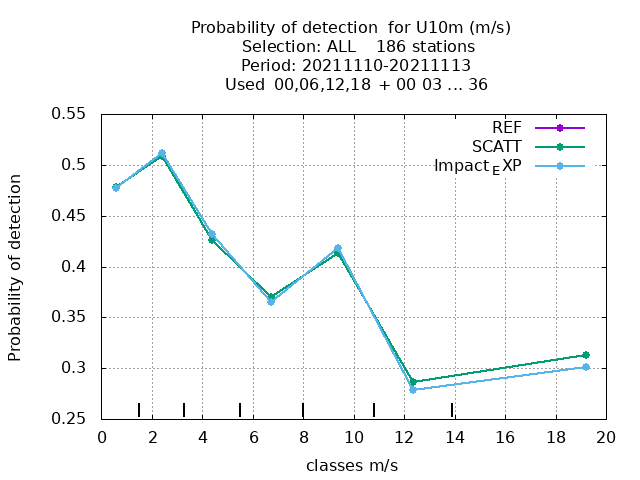 Probability of detection  for U10m (m/s)
Selection: ALL    186 stations
Period: 20211110-20211113
Used  00,06,12,18  + 00 03 ... 36
REF
SCATT
Impact_EXP
Probability of detection
0.55
0.5
0.45
0.4
0.35
0.3
0.25
0 2 4 6 8 10 12 14 16 18 20
classes m/s